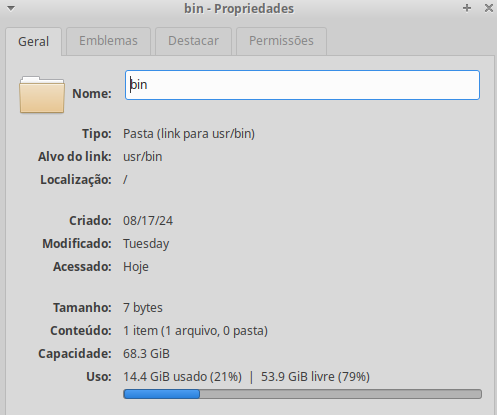 bin - Propriedades
Geral Emblemas Destacar Permissões
Nome: bin
Tipo: Pasta (link para usr/bin)
Alvo do link: usr/bin
Localização: /
Criado: 08/17/24
Modificado: Tuesday
Acessado: Hoje
Tamanho: 7 bytes
Conteúdo: 1 item (1 arquivo, 0 pasta)
Capacidade: 68.3 GiB
Uso: 14.4 GiB usado (21%) | 53.9 GiB livre (79%)